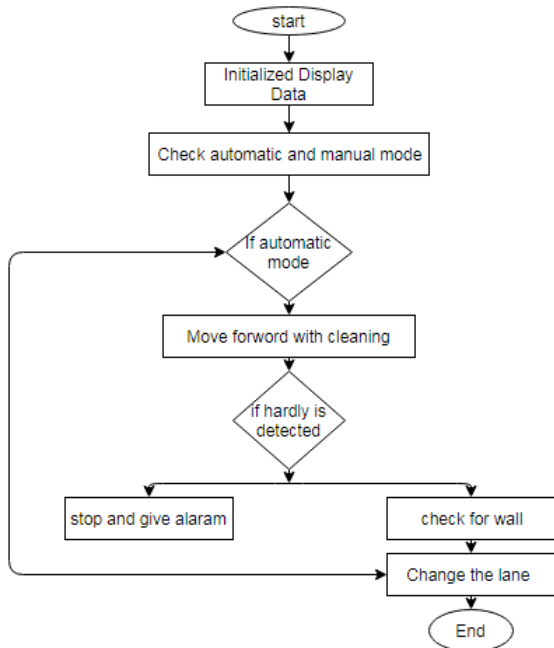 start
Initialized Display
Data
Check automatic and manual mode
If automatic
mode
Move forword with cleaning
if hardly is
detected
stop and give alaram
check for wall
Change the lane
End